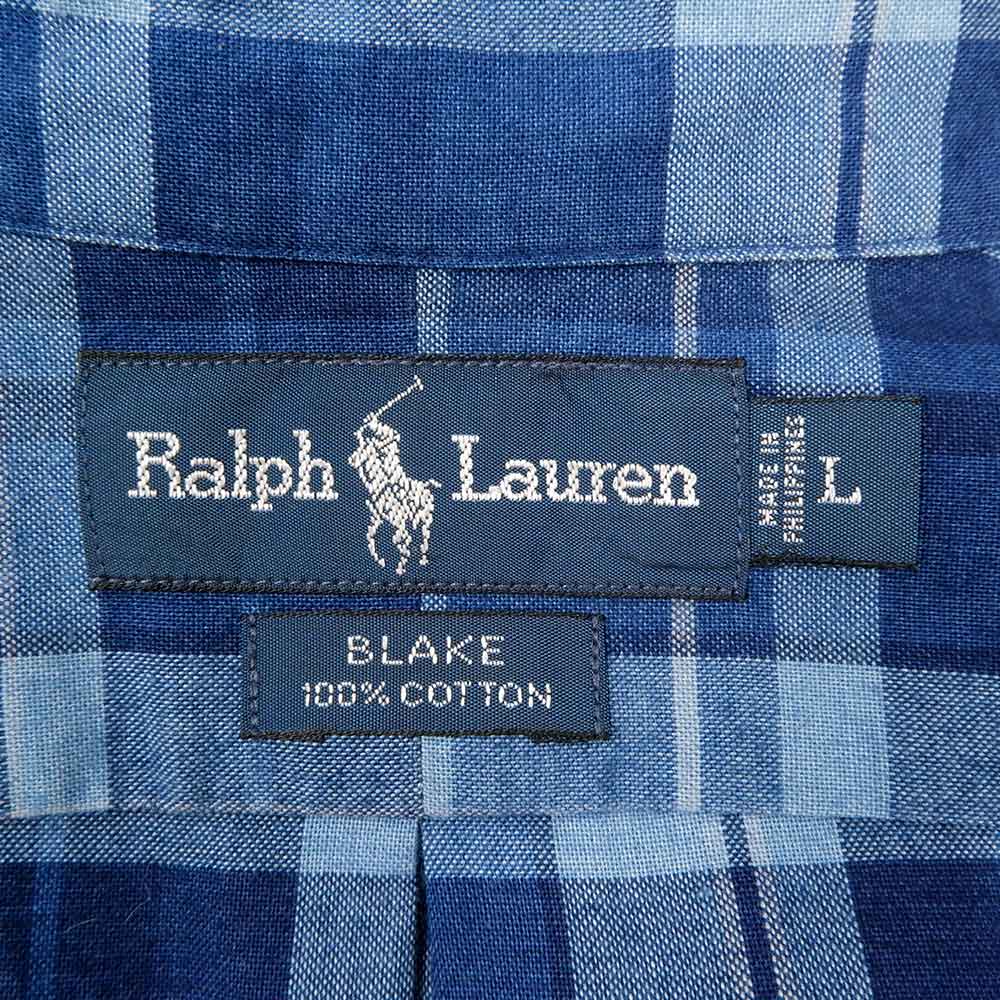 Ralph Lauren
MADE IN
PHILIPPINES
L
BLAKE
100% COTTON